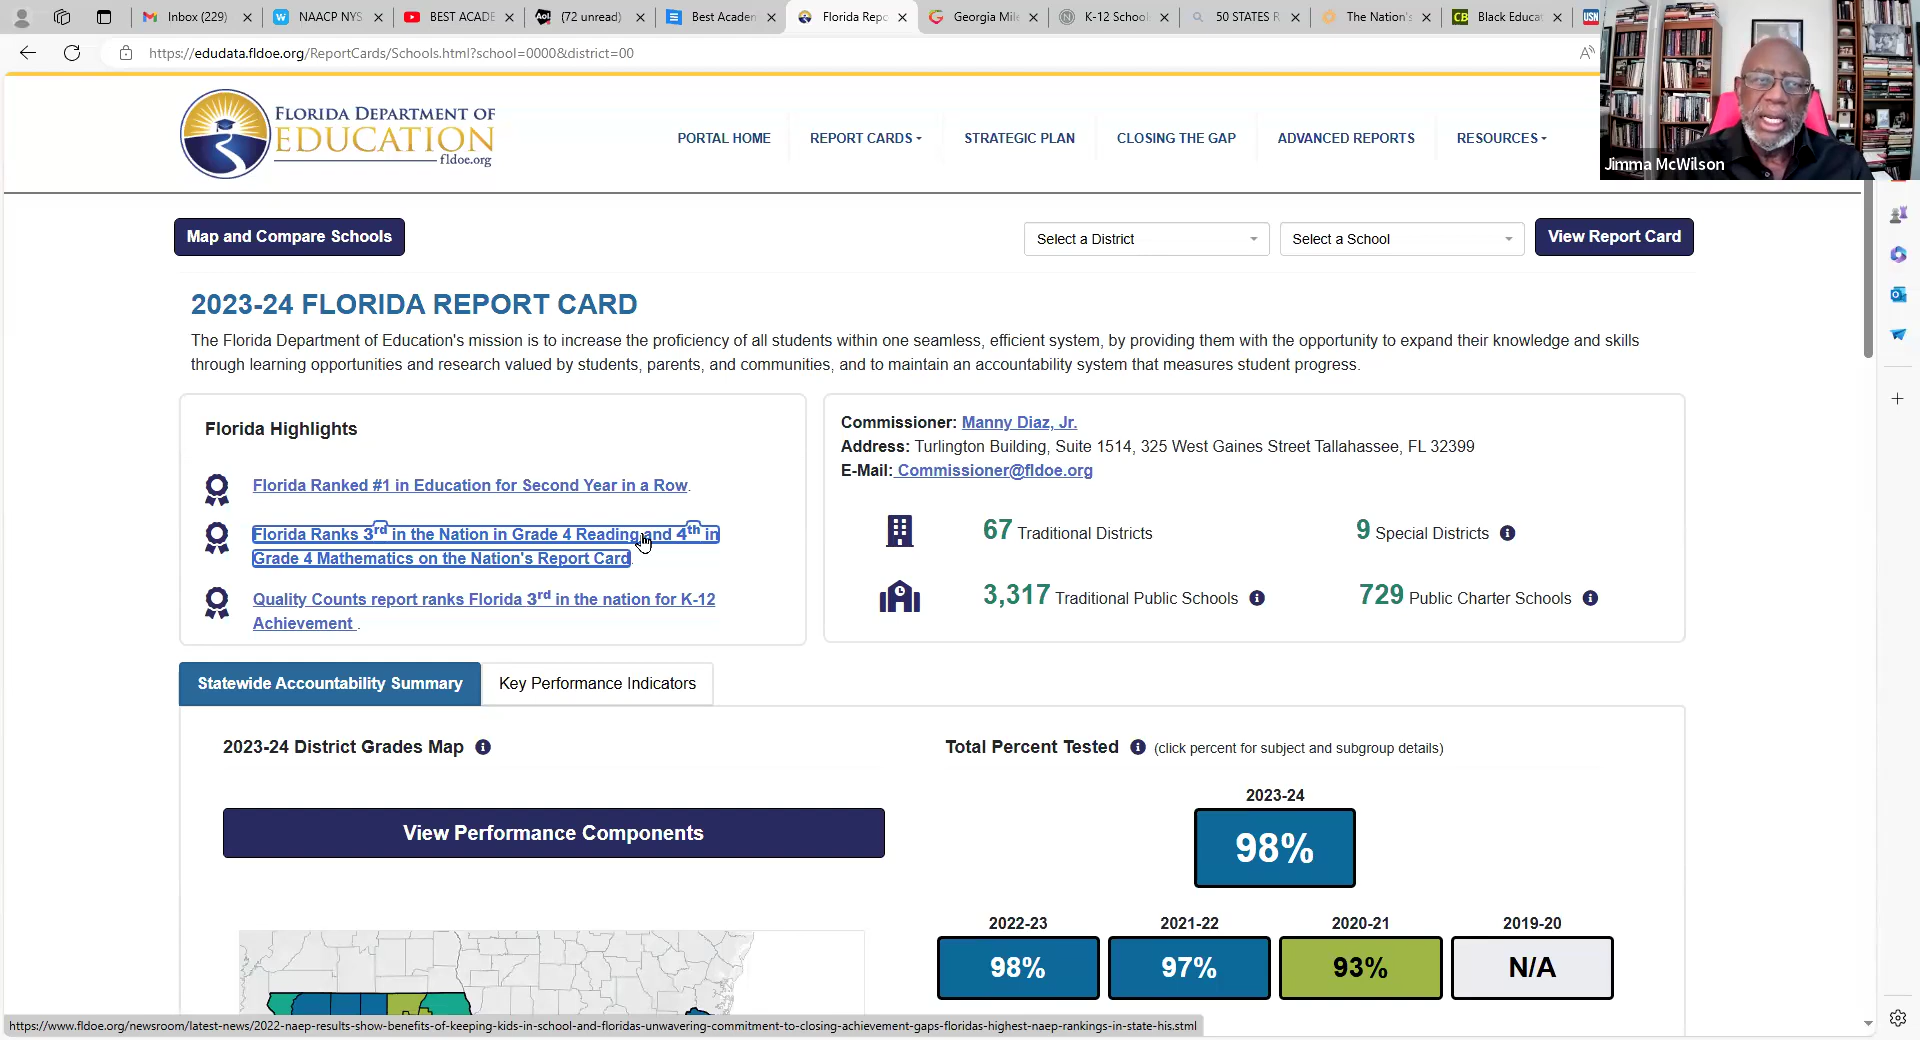 Inbox (229)
NAACP NYS
BEST ACADE
Aol.
(72 unread)
Best Academ
Florida Repo
Georgia Mile
K-12 School
50 STATES R
The Nation's
CB
Black Educat
USN
https://edudata.fldoe.org/ReportCards/Schools.html?school=0000&district=00
Jimma McWilson
FLORIDA DEPARTMENT OF
EDUCATION
fldoe.org
PORTAL HOME
REPORT CARDS
STRATEGIC PLAN
CLOSING THE GAP
ADVANCED REPORTS
RESOURCES
Map and Compare Schools
Select a District
Select a School
View Report Card
2023-24 FLORIDA REPORT CARD
The Florida Department of Education's mission is to increase the proficiency of all students within one seamless, efficient system, by providing them with the opportunity to expand their knowledge and skills
through learning opportunities and research valued by students, parents, and communities, and to maintain an accountability system that measures student progress.
Florida Highlights
Florida Ranked #1 in Education for Second Year in a Row.
Florida Ranks 3rd in the Nation in Grade 4 Reading and 4th in
Grade 4 Mathematics on the Nation's Report Card.
Quality Counts report ranks Florida 3rd in the nation for K-12
Achievement .
Commissioner: Manny Diaz, Jr.
Address: Turlington Building, Suite 1514, 325 West Gaines Street Tallahassee, FL 32399
E-Mail: Commissioner@fldoe.org
67 Traditional Districts
9 Special Districts
3,317 Traditional Public Schools
729 Public Charter Schools
Statewide Accountability Summary
Key Performance Indicators
2023-24 District Grades Map
Total Percent Tested (click percent for subject and subgroup details)
View Performance Components
2023-24
98%
2022-23
2021-22
2020-21
2019-20
98%
97%
93%
N/A
https://www.fldoe.org/newsroom/latest-news/2022-naep-results-show-benefits-of-keeping-kids-in-school-and-floridas-unwavering-commitment-to-closing-achievement-gaps-floridas-highest-naep-rankings-in-state-his.stml